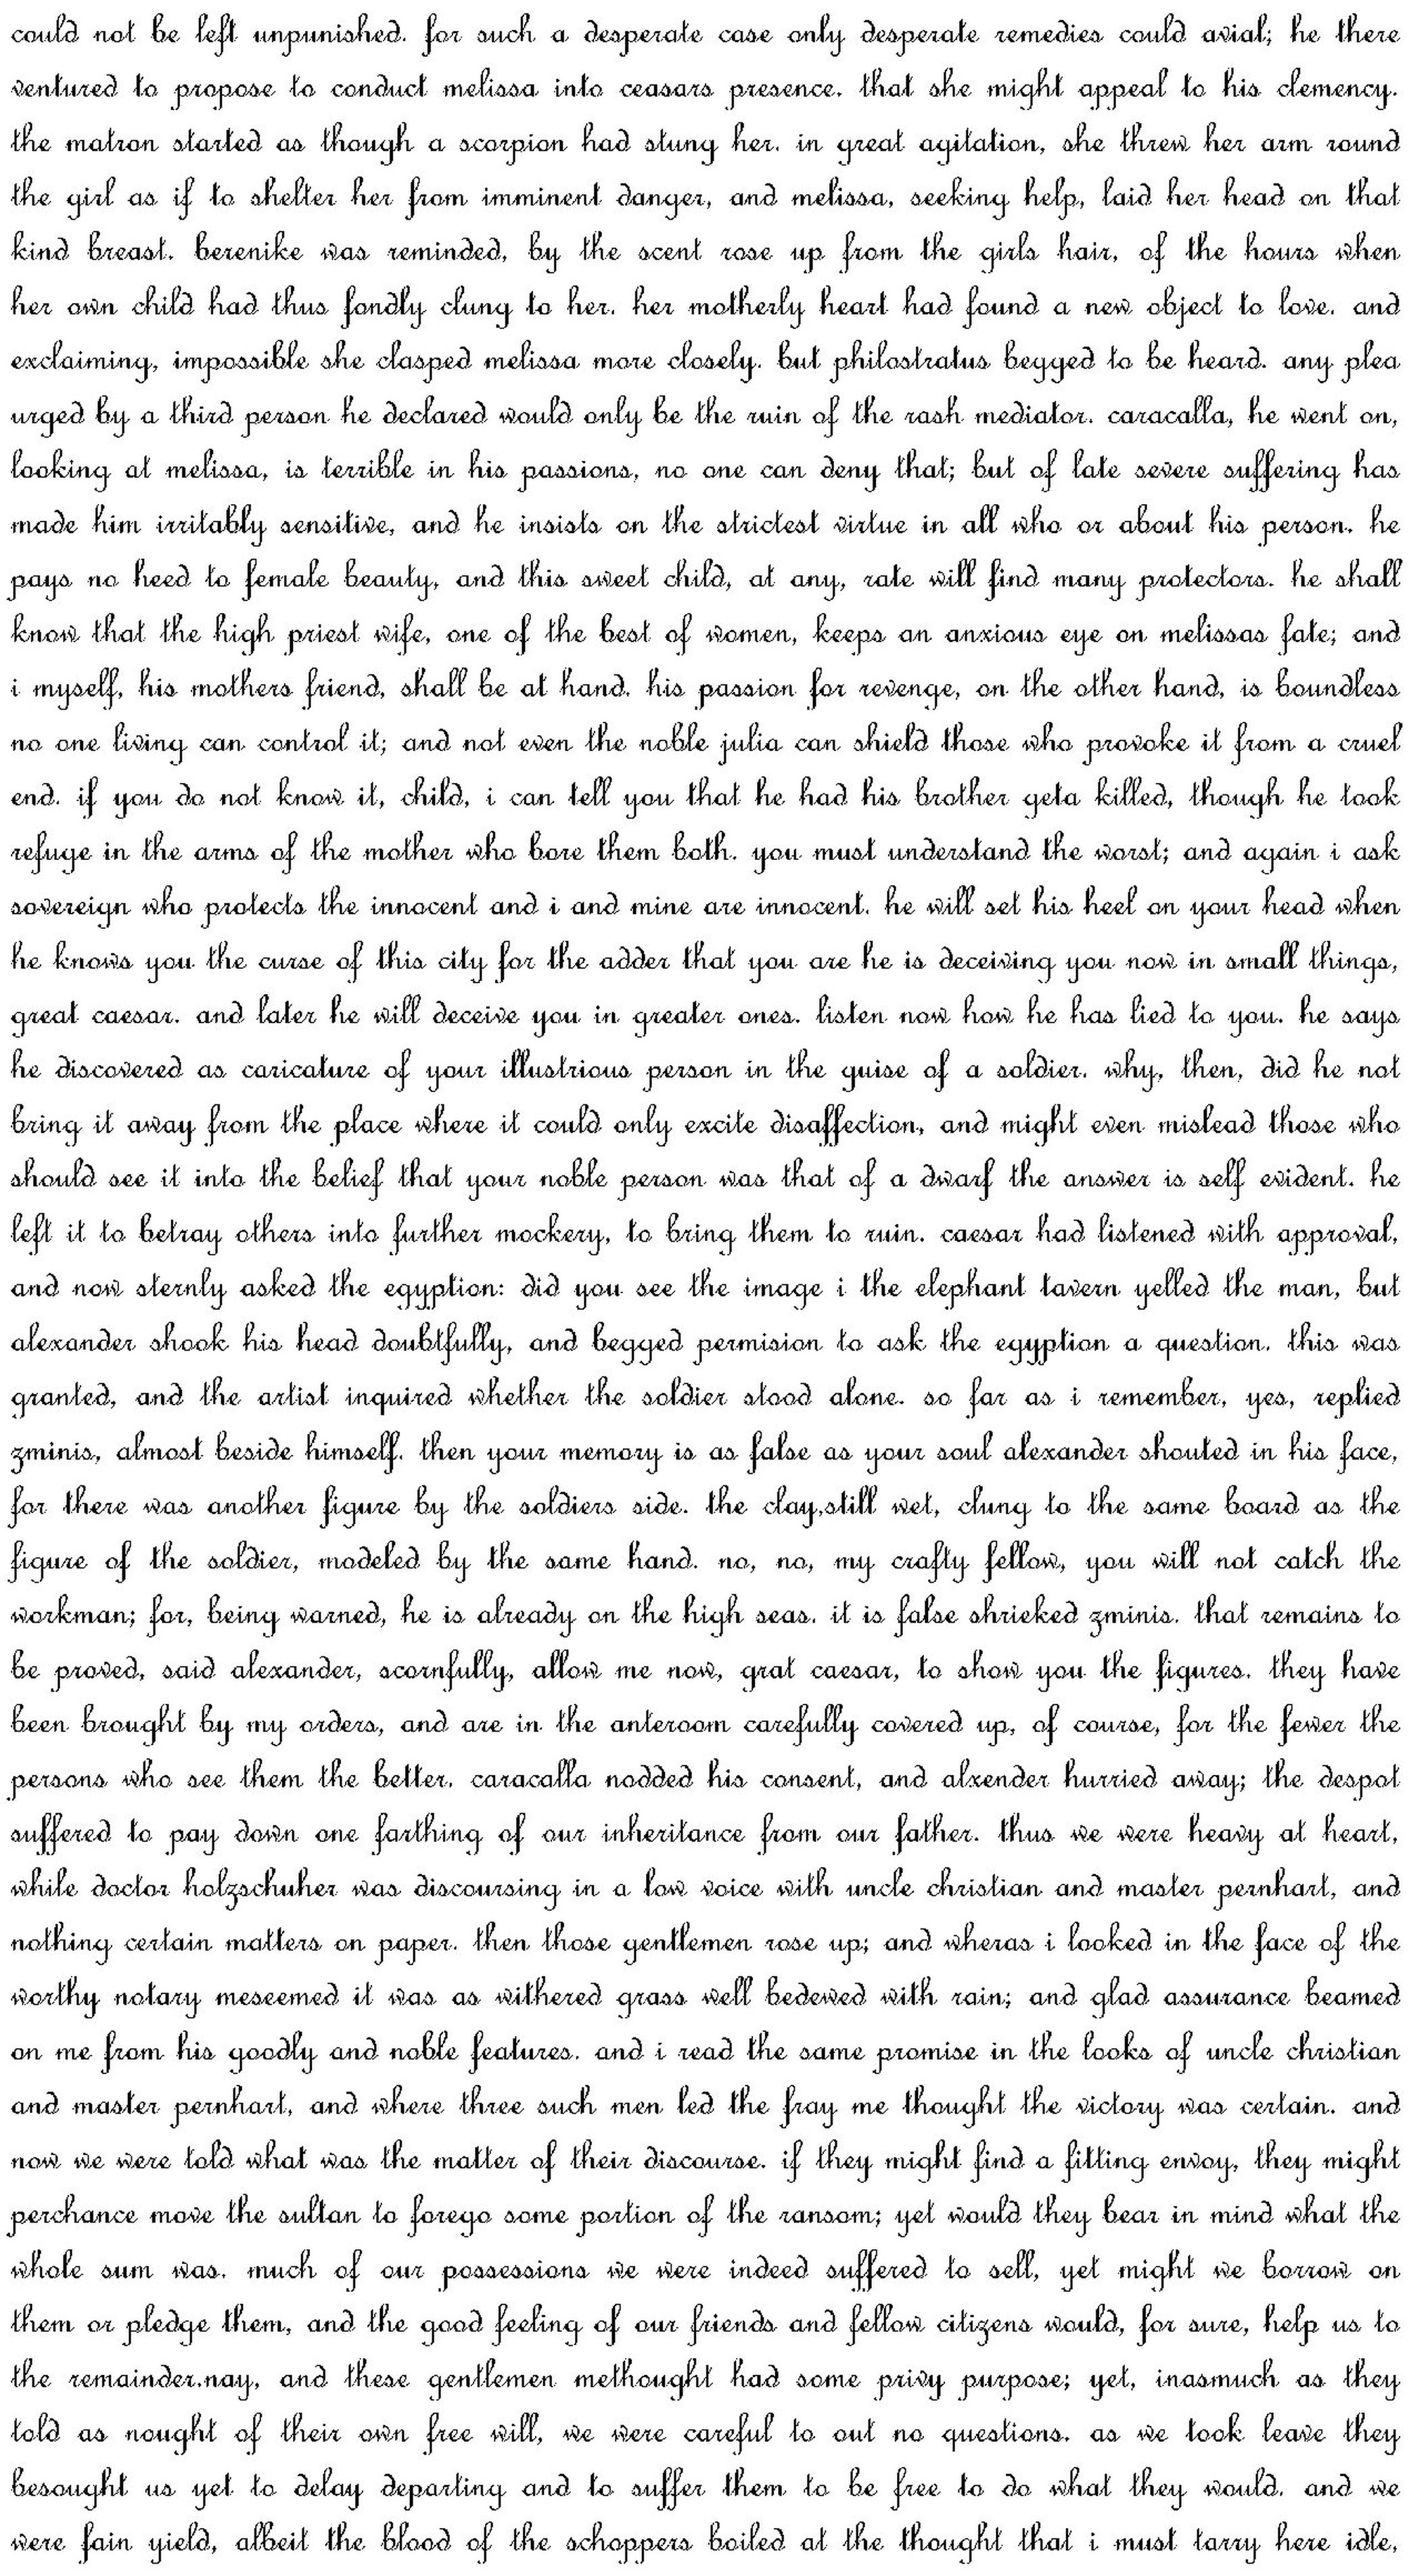 could not be left unpunished. for such a desperate case only desperate remedies could avial; he there
ventured to propose to conduct melissa into ceasars presence. that she might appeal to his clemency.
the matron started as though a scorpion had stung her. in great agitation, she threw her arm round
the girl as if to shelter her from imminent danger, and melissa, seeking help, laid her head on that
kind breast. berenike was reminded, by the scent rose up from the girls hair, of the hours when
her own child had thus fondly clung to her. her motherly heart had found a new object to love. and
exclaiming, impossible she clasped melissa more closely. but philostratus begged to be heard. any plea
urged by a third person he declared would only be the ruin of the rash mediator. caracalla, he went on,
looking at melissa, is terrible in his passions, no one can deny that; but of late severe suffering has
made him irritably sensitive, and he insists on the strictest virtue in all who or about his person. he
pays no heed to female beauty, and this sweet child, at any, rate will find many protectors. he shall
know that the high priest wife, one of the best of women, keeps an anxious eye on melissas fate; and
i myself, his mothers friend, shall be at hand. his passion for revenge, on the other hand, is boundless
no one living can control it; and not even the noble julia can shield those who provoke it from a cruel
end. if you do not know it, child, i can tell you that he had his brother geta killed, though he took
refuge in the arms of the mother who bore them both. you must understand the worst; and again i ask
sovereign who protects the innocent and i and mine are innocent. he will set his heel on your head when
he knows you the curse of this city for the adder that you are he is deceiving you now in small things,
great caesar. and later he will deceive you in greater ones. listen now how he has lied to you. he says
he discovered as caricature of your illustrious person in the guise of a soldier. why, then, did he not
bring it away from the place where it could only excite disaffection, and might even mislead those who
should see it into the belief that your noble person was that of a dwarf the answer is self evident. he
left it to betray others into further mockery, to bring them to ruin. caesar had listened with approval,
and now sternly asked the egyption: did you see the image i the elephant tavern yelled the man, but
alexander shook his head doubtfully, and begged permision to ask the egyption a question. this was
granted, and the artist inquired whether the soldier stood alone. so far as i remember, yes, replied
zminis, almost beside himself. then your memory is as false as your soul alexander shouted in his face,
for there was another figure by the soldiers side. the clay,still wet, clung to the same board as the
figure of the soldier, modeled by the same hand. no, no, my crafty fellow, you will not catch the
workman; for, being warned, he is already on the high seas. it is false shrieked zminis. that remains to
be proved, said alexander, scornfully, allow me now, grat caesar, to show you the figures. they have
been brought by my orders, and are in the anteroom carefully covered up, of course, for the fewer the
persons who see them the better. caracalla nodded his consent, and alxender hurried away; the despot
suffered to pay down one farthing of our inheritance from our father. thus we were heavy at heart,
while doctor holzschuher was discoursing in a low voice with uncle christian and master pernhart, and
nothing certain matters on paper. then those gentlemen rose up; and wheras i looked in the face of the
worthy notary meseemed it was as withered grass well bedewed with rain; and glad assurance beamed
on me from his goodly and noble features. and i read the same promise in the looks of uncle christian
and master pernhart, and where three such men led the fray me thought the victory was certain. and
now we were told what was the matter of their discourse. if they might find a fitting envoy, they might
perchance move the sultan to forego some portion of the ransom; yet would they bear in mind what the
whole sum was. much of our possessions we were indeed suffered to sell, yet might we borrow on
them or pledge them, and the good feeling of our friends and fellow citizens would, for sure, help us to
the remainder.nay, and these gentlemen methought had some privy purpose; yet, inasmuch as they
told as nought of their own free will, we were careful to out no questions. as we took leave they
besought us yet to delay departing and to suffer them to be free to do what they would. and we
were fain yield, albeit the blood of the schoppers boiled at the thought that i must tarry here idle,